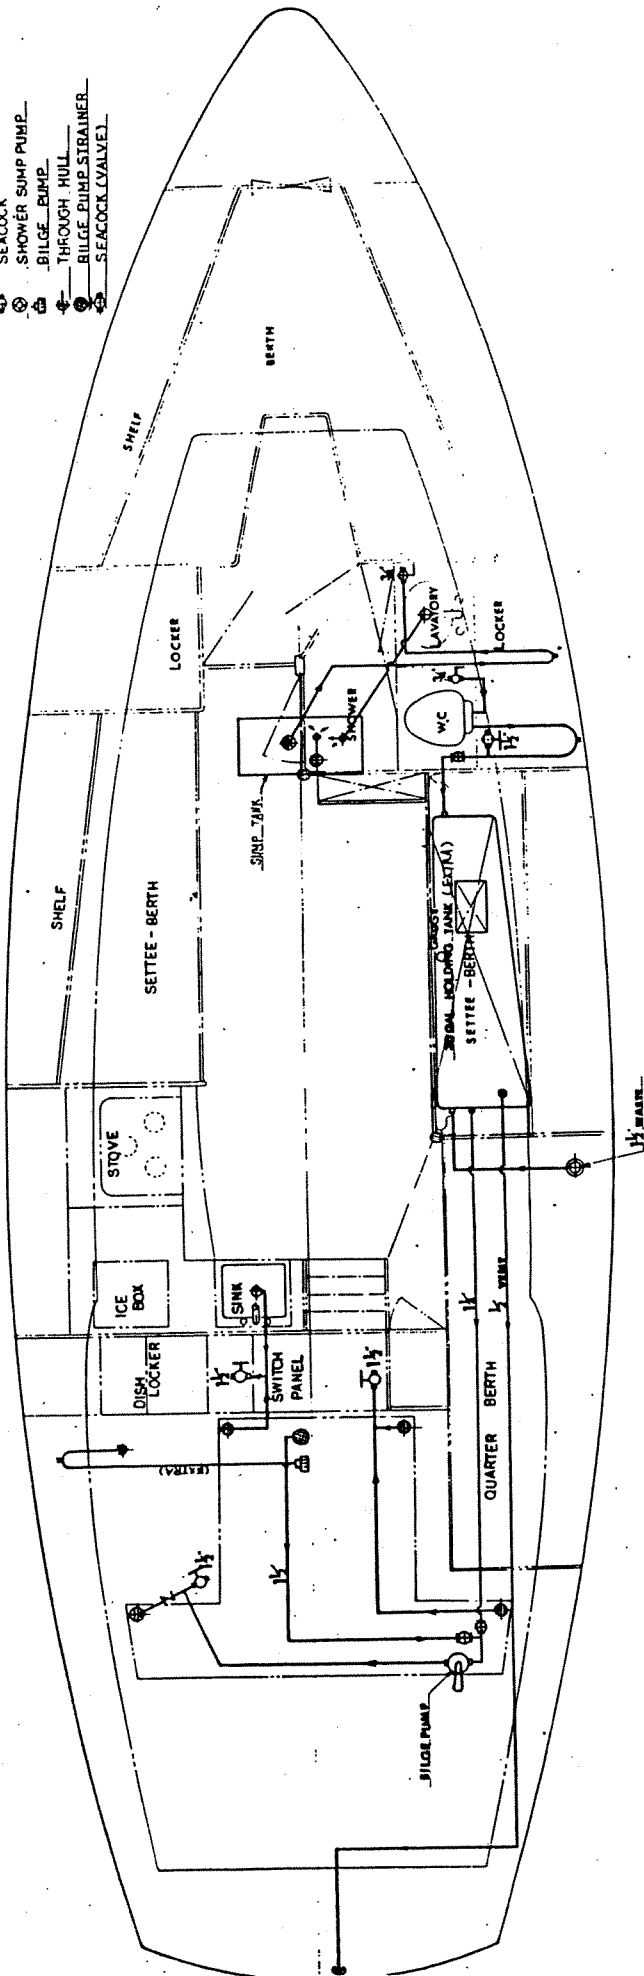 SEACOCK
SHOWER SUMP PUMP
BILGE PUMP
THROUGH HULL
BILGE PUMP STRAINER
SEACOCK (VALVE)
SHELF
BERTH
LOCKER
LAVATORY
LOCKER
SHOWER
W.C
1½"
SUMP TANK
SHELF
SETTEE - BERTH
GAUGE
HOLDING TANK (EXTRA)
SETTEE - BERTH
STOVE
1½" WASTE
ICE
BOX
SINK
½ VENT
DISH
LOCKER
1½"
SWITCH
PANEL
1½"
QUARTER BERTH
(EXTRA)
1½"
1½"
BILGE PUMP